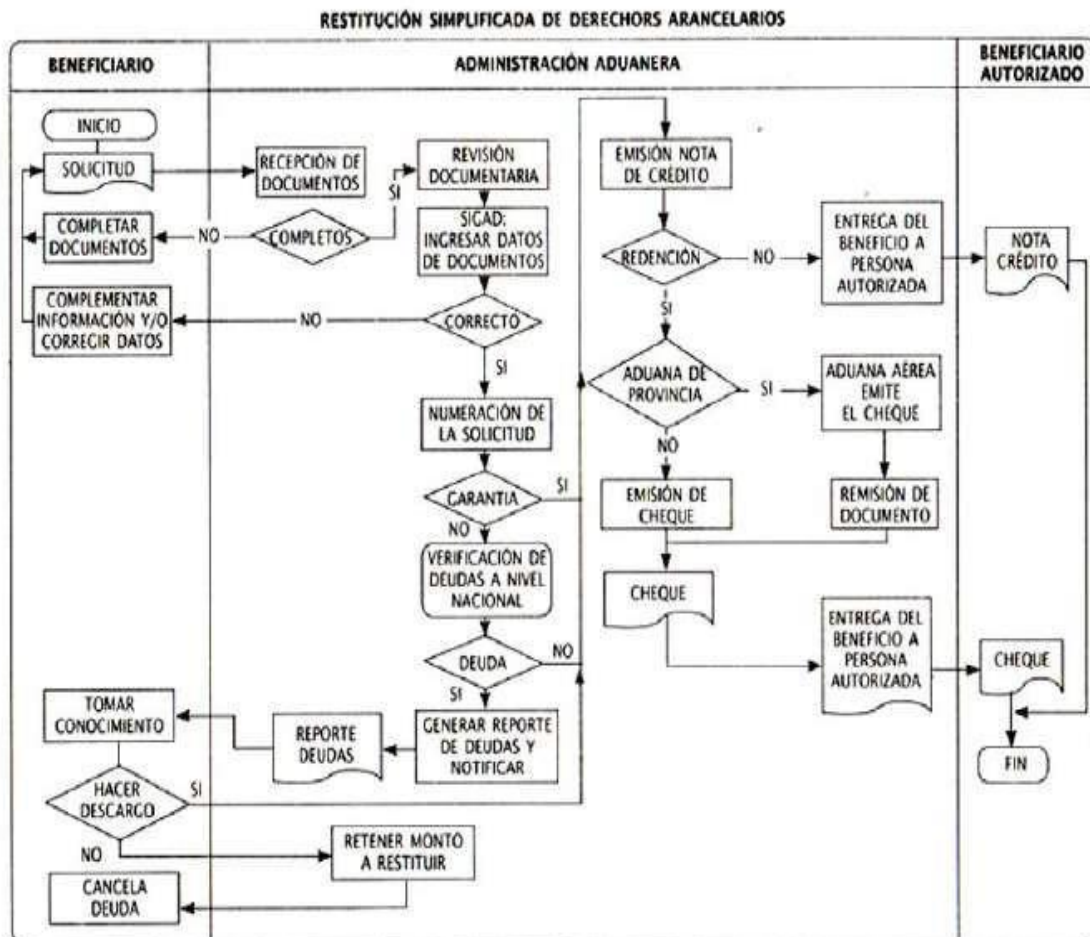 RESTITUCIÓN SIMPLIFICADA DE DERECHORS ARANCELARIOS
BENEFICIARIO
ADMINISTRACIÓN ADUANERA
BENEFICIARIO
AUTORIZADO
INICIO
SOLICITUD
RECEPCIÓN DE
DOCUMENTOS
COMPLETOS
NO
COMPLETAR
DOCUMENTOS
SI
REVISIÓN
DOCUMENTARIA
SIGAD:
INGRESAR DATOS
DE DOCUMENTOS
CORRECTO
NO
COMPLEMENTAR
INFORMACIÓN Y/O
CORREGIR DATOS
SI
NUMERACIÓN DE
LA SOLICITUD
GARANTIA
SI
NO
VERIFICACIÓN DE
DEUDAS A NIVEL
NACIONAL
DEUDA
NO
SI
GENERAR REPORTE
DE DEUDAS Y
NOTIFICAR
REPORTE
DEUDAS
TOMAR
CONOCIMIENTO
HACER
DESCARGO
SI
NO
RETENER MONTO
A RESTITUIR
CANCELA
DEUDA
EMISIÓN NOTA
DE CRÉDITO
REDENCIÓN
NO
ENTREGA DEL
BENEFICIO A
PERSONA
AUTORIZADA
NOTA
CRÉDITO
SI
ADUANA DE
PROVINCIA
SI
ADUANA AÉREA
EMITE
EL CHEQUE
NO
EMISIÓN DE
CHEQUE
REMISIÓN DE
DOCUMENTO
CHEQUE
ENTREGA DEL
BENEFICIO A
PERSONA
AUTORIZADA
CHEQUE
FIN